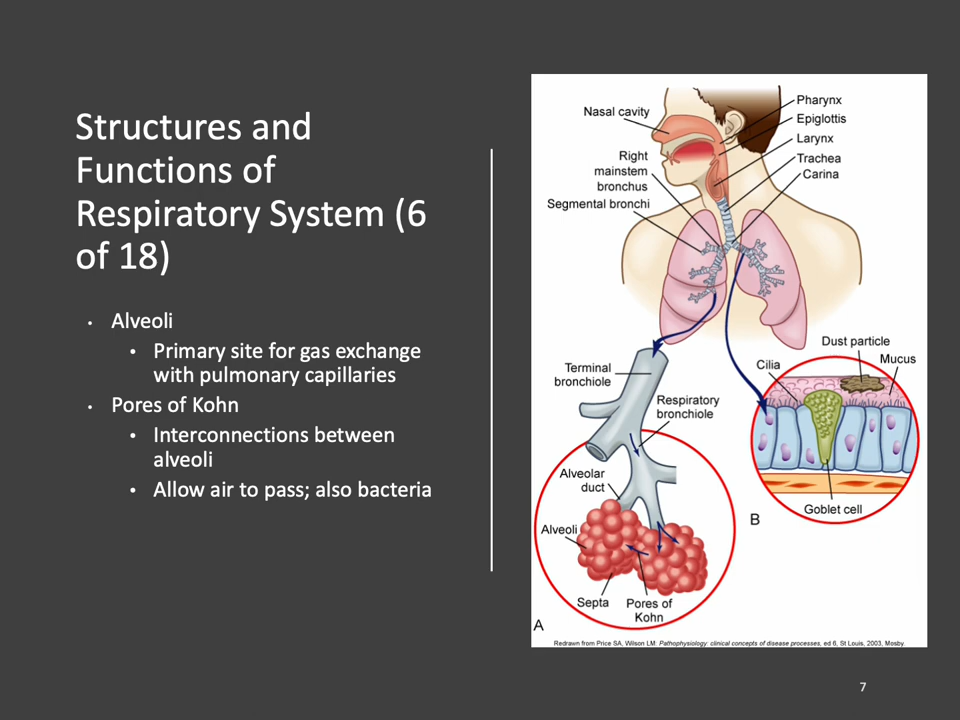 Structures and
Functions of
Respiratory System (6
of 18)
• Alveoli
• Primary site for gas exchange
with pulmonary capillaries
• Pores of Kohn
• Interconnections between
alveoli
• Allow air to pass; also bacteria
Nasal cavity
Pharynx
Epiglottis
Larynx
Right
mainstem
bronchus
Trachea
Carina
Segmental bronchi
Dust particle
Mucus
Cilia
Terminal
bronchiole
Respiratory
bronchiole
Alveolar
duct
Goblet cell
B
Alveoli
Septa
Pores of
Kohn
A
Redrawn from Price SA, Wilson LM: Pathophysiology: clinical concepts of disease processes, ed 6, St Louis, 2003, Mosby.
7